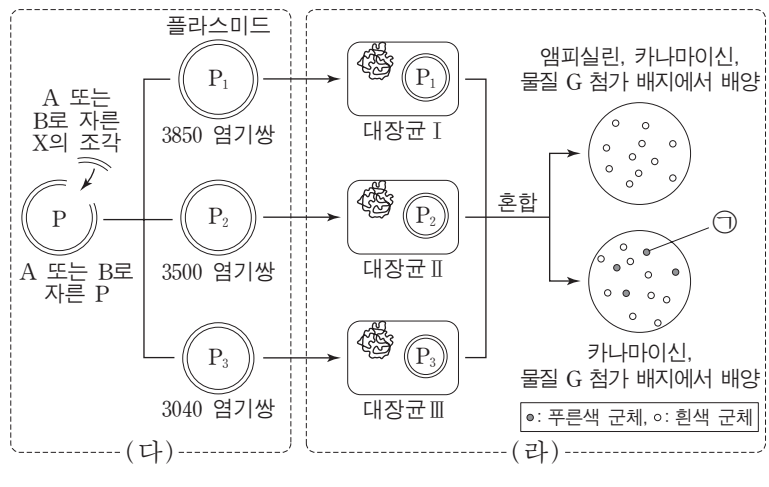 플라스미드
A 또는
B로 자른
X의 조각
P
A 또는 B로
자른 P
P₁
3850 염기쌍
P₂
3500 염기쌍
P₃
3040 염기쌍
(다)
P₁
대장균 Ⅰ
P₂
대장균 Ⅱ
P₃
대장균 Ⅲ
혼합
앰피실린, 카나마이신,
물질 G 첨가 배지에서 배양
㉠
카나마이신,
물질 G 첨가 배지에서 배양
●: 푸른색 군체, ○: 흰색 군체
(라)